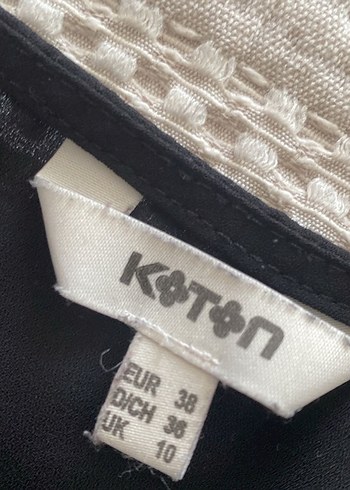 KOTON
EUR 38
D/CH 36
UK 10